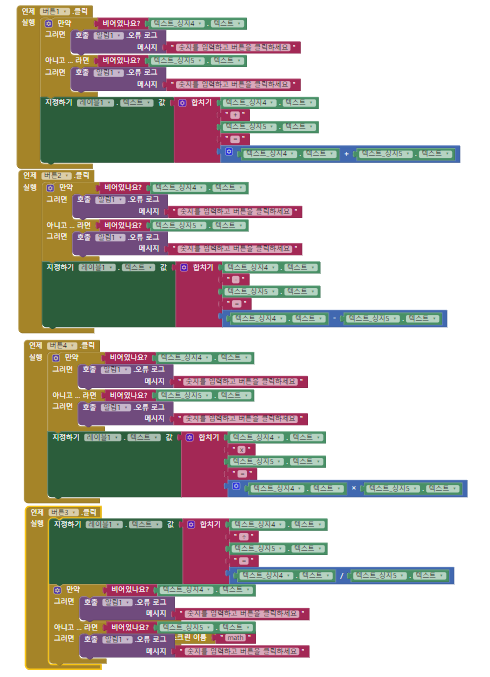 언제 버튼1 .클릭
실행 만약 비어있나요? 텍스트_상자4 . 텍스트
그러면 호출 알림1 .오류 로그
메시지 " 숫자를 입력하고 버튼을 클릭하세요 "
아니고 ... 라면 비어있나요? 텍스트_상자5 . 텍스트
그러면 호출 알림1 .오류 로그
메시지 " 숫자를 입력하고 버튼을 클릭하세요 "
지정하기 레이블1 . 텍스트 값 합치기 텍스트_상자4 . 텍스트
" + "
텍스트_상자5 . 텍스트
" = "
텍스트_상자4 . 텍스트 + 텍스트_상자5 . 텍스트
언제 버튼2 .클릭
실행 만약 비어있나요? 텍스트_상자4 . 텍스트
그러면 호출 알림1 .오류 로그
메시지 " 숫자를 입력하고 버튼을 클릭하세요 "
아니고 ... 라면 비어있나요? 텍스트_상자5 . 텍스트
그러면 호출 알림1 .오류 로그
메시지 " 숫자를 입력하고 버튼을 클릭하세요 "
지정하기 레이블1 . 텍스트 값 합치기 텍스트_상자4 . 텍스트
" - "
텍스트_상자5 . 텍스트
" = "
텍스트_상자4 . 텍스트 - 텍스트_상자5 . 텍스트
언제 버튼4 .클릭
실행 만약 비어있나요? 텍스트_상자4 . 텍스트
그러면 호출 알림1 .오류 로그
메시지 " 숫자를 입력하고 버튼을 클릭하세요 "
아니고 ... 라면 비어있나요? 텍스트_상자5 . 텍스트
그러면 호출 알림1 .오류 로그
메시지 " 숫자를 입력하고 버튼을 클릭하세요 "
지정하기 레이블1 . 텍스트 값 합치기 텍스트_상자4 . 텍스트
" x "
텍스트_상자5 . 텍스트
" = "
텍스트_상자4 . 텍스트 × 텍스트_상자5 . 텍스트
언제 버튼3 .클릭
실행 지정하기 레이블1 . 텍스트 값 합치기 텍스트_상자4 . 텍스트
" ÷ "
텍스트_상자5 . 텍스트
" = "
텍스트_상자4 . 텍스트 / 텍스트_상자5 . 텍스트
만약 비어있나요? 텍스트_상자4 . 텍스트
그러면 호출 알림1 .오류 로그
메시지 " 숫자를 입력하고 버튼을 클릭하세요 "
아니고 ... 라면 비어있나요? 텍스트_상자5 . 텍스트
그러면 호출 알림1 .오류 로그 크린 이름 " math "
메시지 " 숫자를 입력하고 버튼을 클릭하세요 "